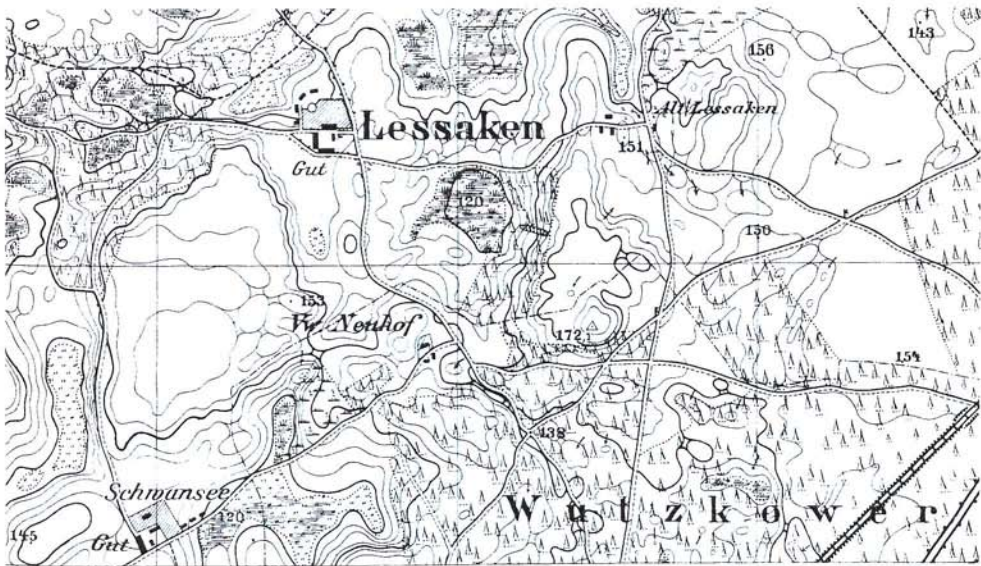 143
156
Alt Lessaken
Lessaken
151
Gut
120
150
153
Vw. Neuhof
172
154
138
Schwansee
120
Wutzkower
145
Gut